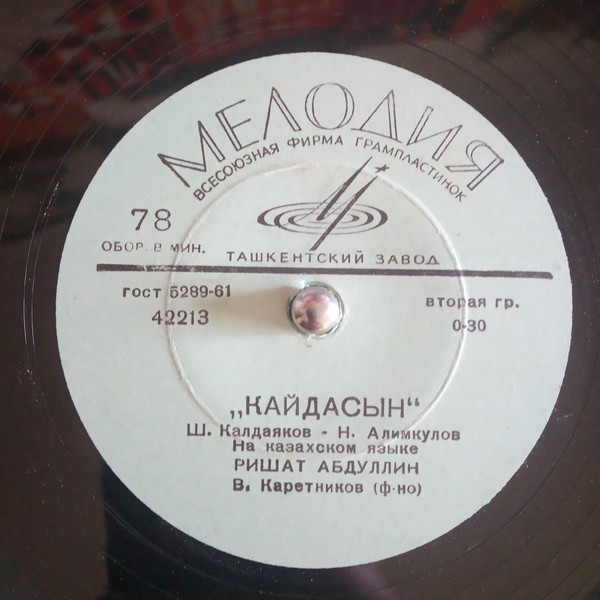 МЕЛОДИЯ
ВСЕСОЮЗНАЯ ФИРМА ГРАМПЛАСТИНОК
78
ОБОР. В МИН.
ТАШКЕНТСКИЙ ЗАВОД
ГОСТ 5289-61
вторая гр.
42213
0-30
„КАЙДАСЫН“
Ш. Калдаяков - Н. Алимкулов
На казахском языке
РИШАТ АБДУЛЛИН
В. Каретников (ф-но)